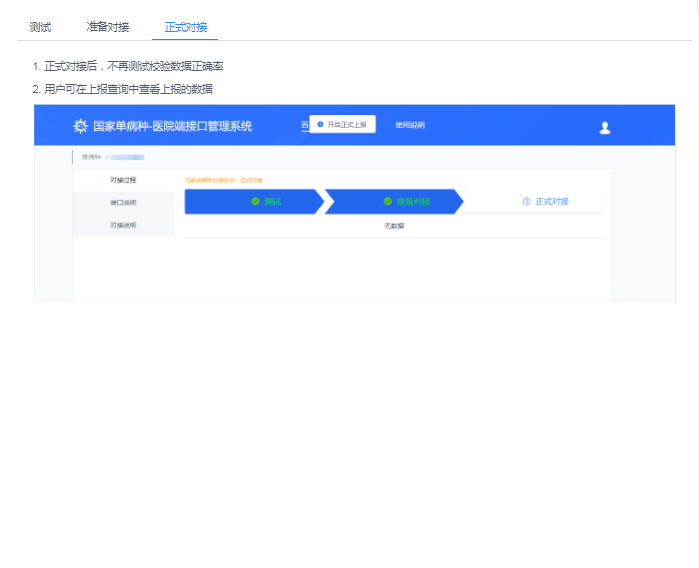 测试 准备对接 正式对接
1. 正式对接后，不再测试校验数据正确率
2. 用户可在上报查询中查看上报的数据
国家单病种-医院端接口管理系统 首 开启正式上报 使用说明
单病种 /
对接过程
当前该病种对接状态：正式对接
测试 准备对接 ③ 正式对接
接口说明
对接说明
无数据